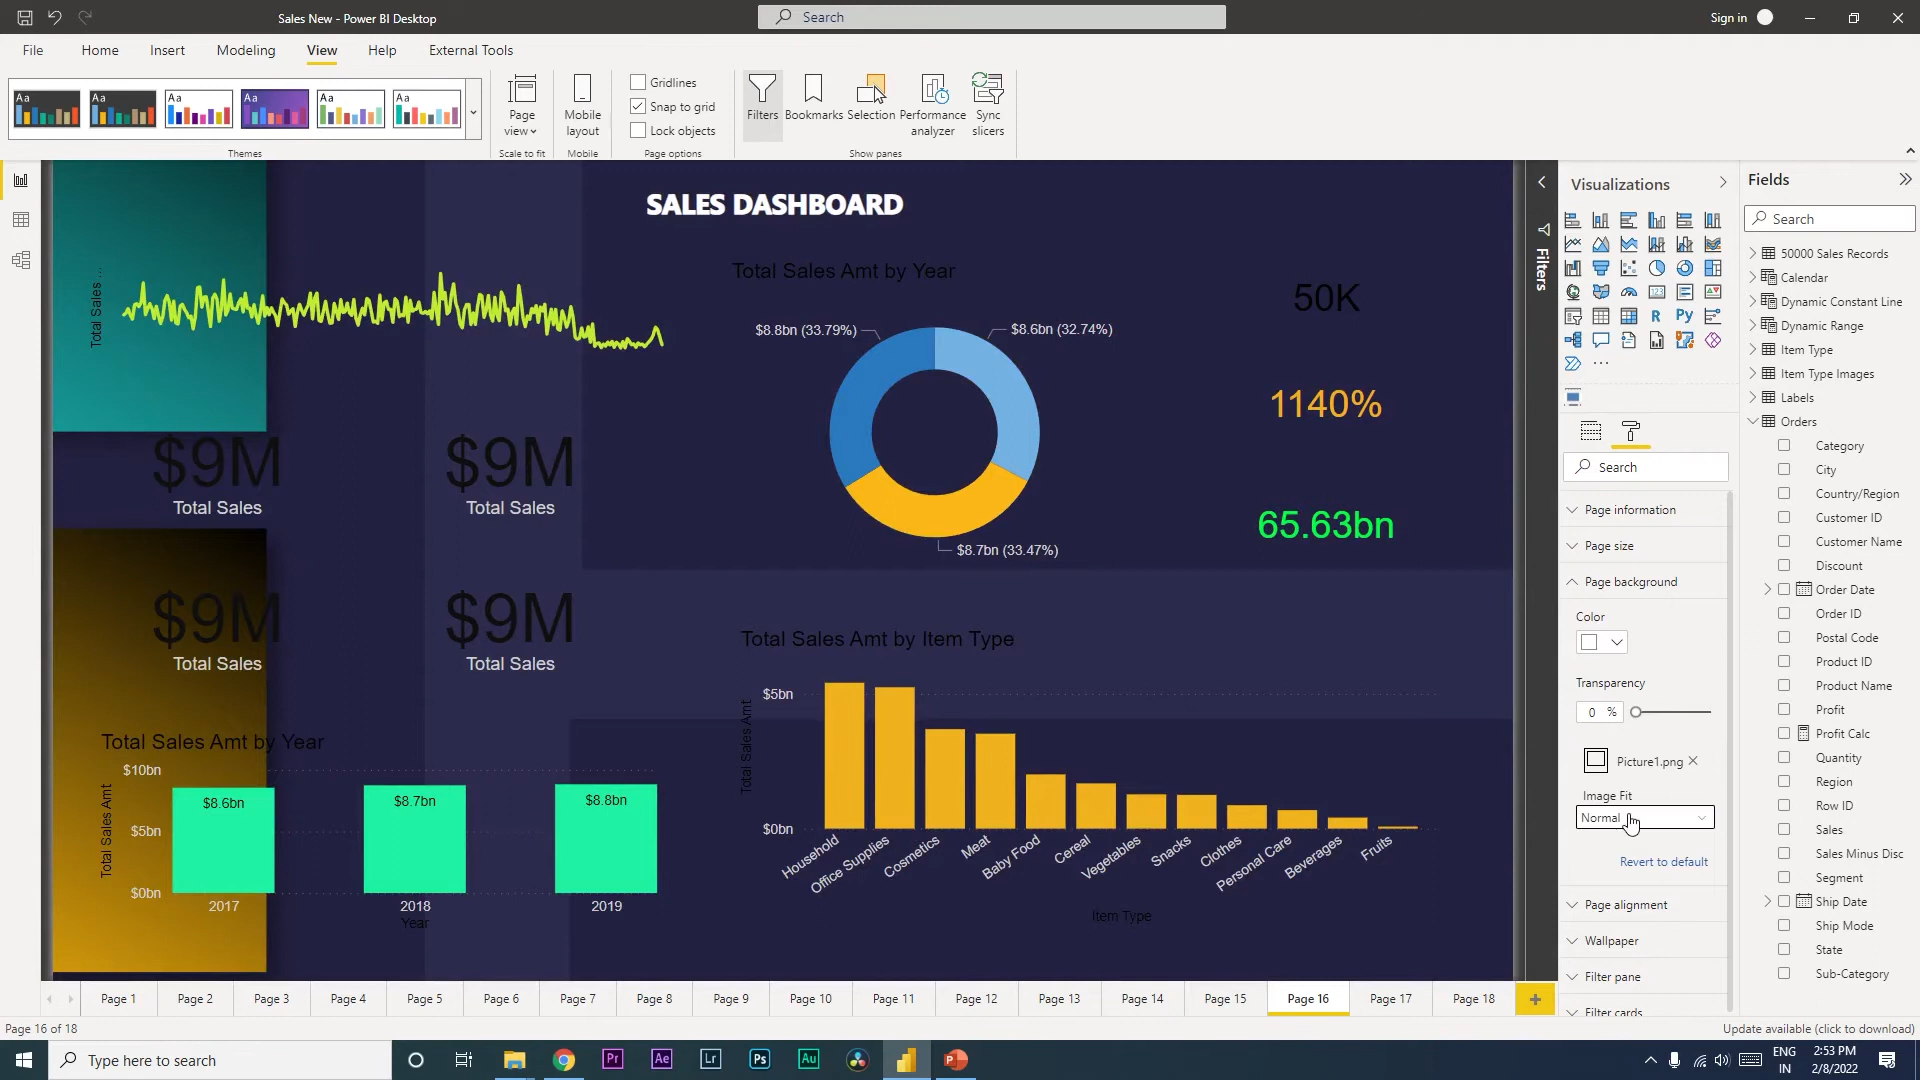 Sales New - Power BI Desktop
Search
Sign in
File
Home
Insert
Modeling
View
Help
External Tools
Aa
Aa
Aa
Aa
Aa
Aa
Themes
Page
view
Scale to fit
Mobile
layout
Mobile
Gridlines
Snap to grid
Lock objects
Page options
Filters
Bookmarks
Selection
Performance
analyzer
Sync
slicers
Show panes
SALES DASHBOARD
Total Sales ...
Total Sales Amt by Year
$8.8bn (33.79%)
$8.6bn (32.74%)
$8.7bn (33.47%)
50K
1140%
65.63bn
$9M
Total Sales
$9M
Total Sales
$9M
Total Sales
$9M
Total Sales
Total Sales Amt by Year
Total Sales Amt
$10bn
$5bn
$0bn
$8.6bn
$8.7bn
$8.8bn
2017
2018
2019
Year
Total Sales Amt by Item Type
Total Sales Amt
$5bn
$0bn
Household
Office Supplies
Cosmetics
Meat
Baby Food
Cereal
Vegetables
Snacks
Clothes
Personal Care
Beverages
Fruits
Item Type
Filters
Visualizations
R
Py
123
Search
Page information
Page size
Page background
Color
Transparency
0 %
Picture1.png
Image Fit
Normal
Revert to default
Page alignment
Wallpaper
Filter pane
Filter cards
Fields
Search
50000 Sales Records
Calendar
Dynamic Constant Line
Dynamic Range
Item Type
Item Type Images
Labels
Orders
Category
City
Country/Region
Customer ID
Customer Name
Discount
Order Date
Order ID
Postal Code
Product ID
Product Name
Profit
Profit Calc
Quantity
Region
Row ID
Sales
Sales Minus Disc
Segment
Ship Date
Ship Mode
State
Sub-Category
Page 1
Page 2
Page 3
Page 4
Page 5
Page 6
Page 7
Page 8
Page 9
Page 10
Page 11
Page 12
Page 13
Page 14
Page 15
Page 16
Page 17
Page 18
Page 16 of 18
Update available (click to download)
Type here to search
Pr
Ae
Lr
Ps
Au
ENG
IN
2:53 PM
2/8/2022